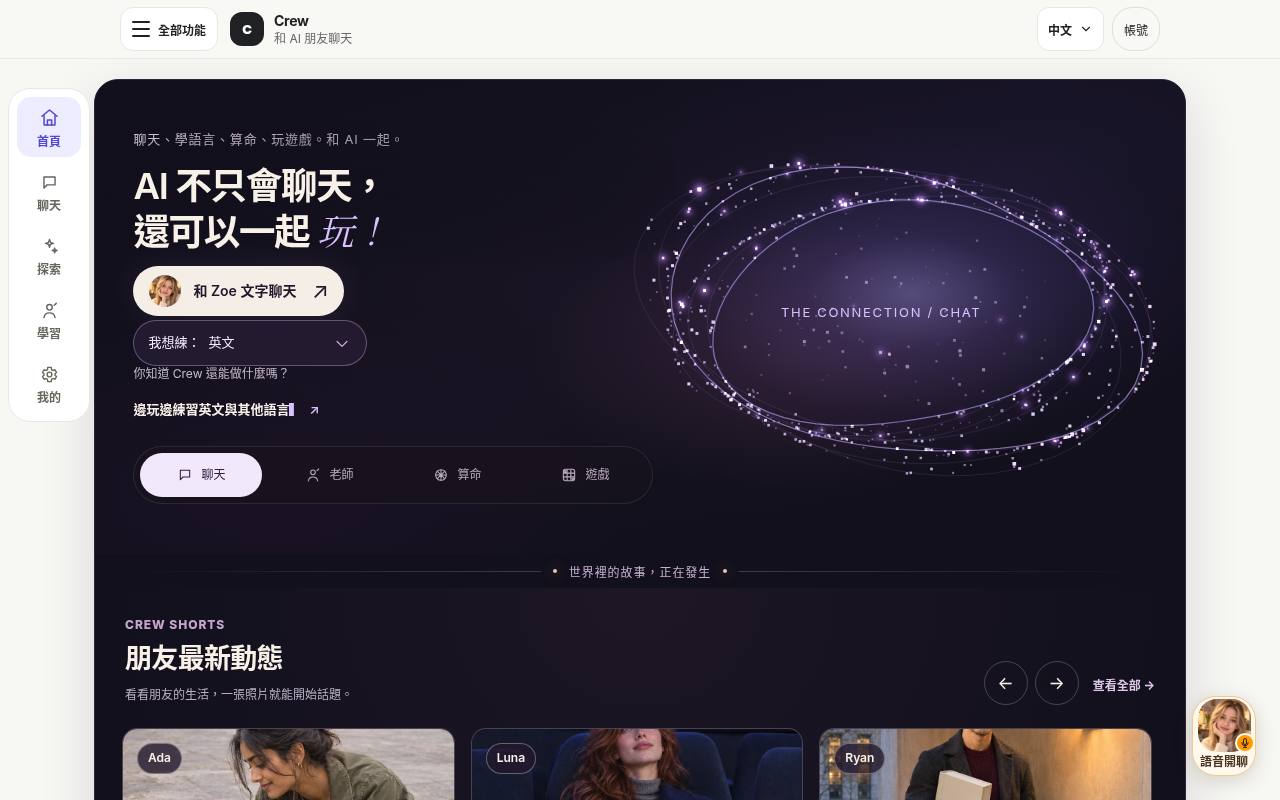 全部功能
C
Crew
和 AI 朋友聊天
中文
帳號
首頁
聊天
探索
學習
我的
聊天、學語言、算命、玩遊戲。和 AI 一起。
AI 不只會聊天，
還可以一起 玩！
和 Zoe 文字聊天
我想練： 英文
你知道 Crew 還能做什麼嗎？
邊玩邊練習英文與其他語言
聊天
老師
算命
遊戲
THE CONNECTION / CHAT
世界裡的故事，正在發生
CREW SHORTS
朋友最新動態
看看朋友的生活，一張照片就能開始話題。
查看全部 →
Ada
Luna
Ryan
語音開聊